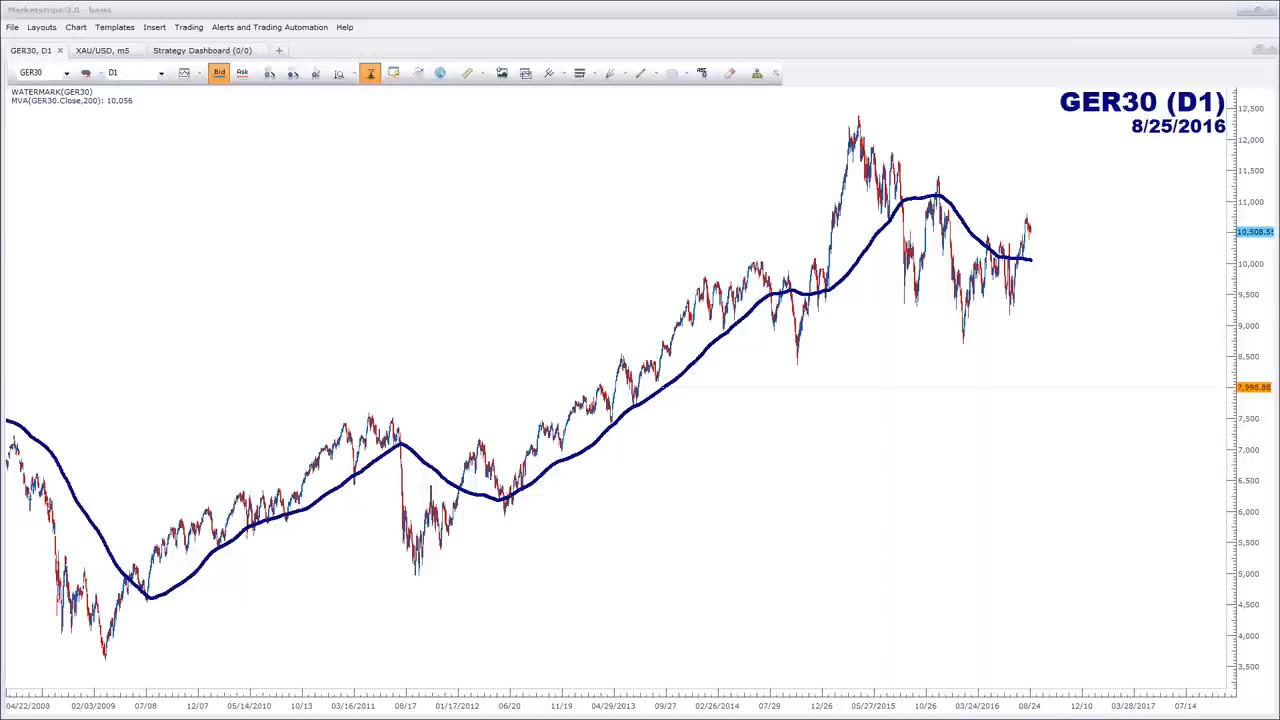 Marketscope 2.0 - basis
File Layouts Chart Templates Insert Trading Alerts and Trading Automation Help
GER30, D1 XAU/USD, m5 Strategy Dashboard (0/0)
GER30 D1 Bid Ask
WATERMARK(GER30)
MVA(GER30.Close,200): 10,056
GER30 (D1)
8/25/2016
12,500
12,000
11,500
11,000
10,508.55
10,000
9,500
9,000
8,500
7,998.88
7,500
7,000
6,500
6,000
5,500
5,000
4,500
4,000
3,500
04/22/2008 02/03/2009 07/08 12/07 05/14/2010 10/13 03/16/2011 08/17 01/17/2012 06/20 11/19 04/29/2013 09/27 02/26/2014 07/29 12/26 05/27/2015 10/26 03/24/2016 08/24 12/10 03/28/2017 07/14